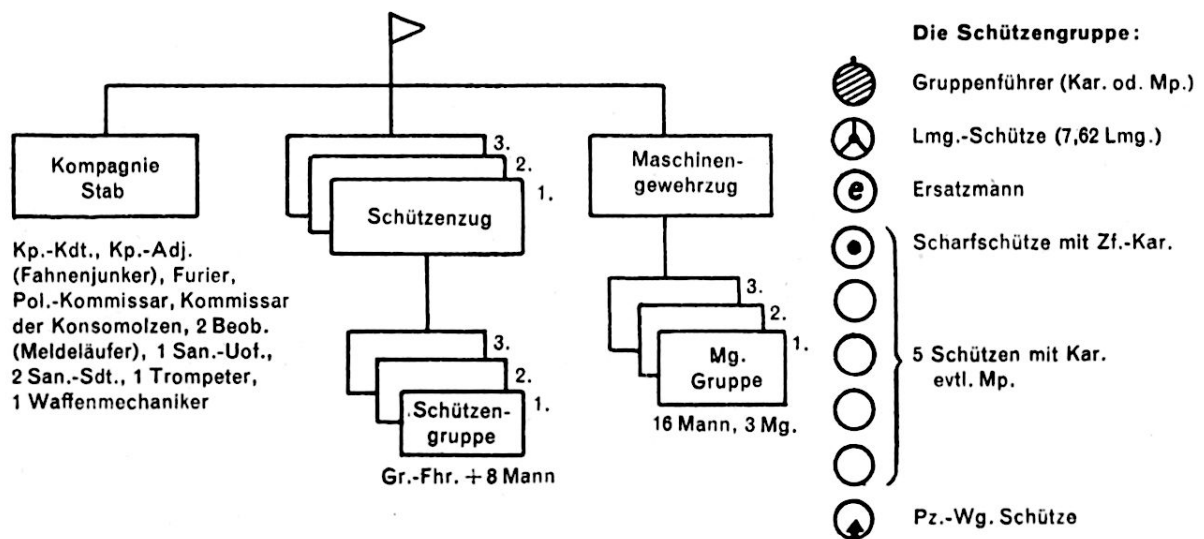 Kompagnie
Stab
Kp.-Kdt., Kp.-Adj.
(Fahnenjunker), Furier,
Pol.-Kommissar, Kommissar
der Konsomolzen, 2 Beob.
(Meldeläufer), 1 San.-Uof.,
2 San.-Sdt., 1 Trompeter,
1 Waffenmechaniker
3.
2.
1.
Schützenzug
3.
2.
1.
Schützen-
gruppe
Gr.-Fhr. + 8 Mann
Maschinen-
gewehrzug
3.
2.
1.
Mg.
Gruppe
16 Mann, 3 Mg.
Die Schützengruppe:
Gruppenführer (Kar. od. Mp.)
Lmg.-Schütze (7,62 Lmg.)
e Ersatzmann
Scharfschütze mit Zf.-Kar.
5 Schützen mit Kar.
evtl. Mp.
Pz.-Wg. Schütze